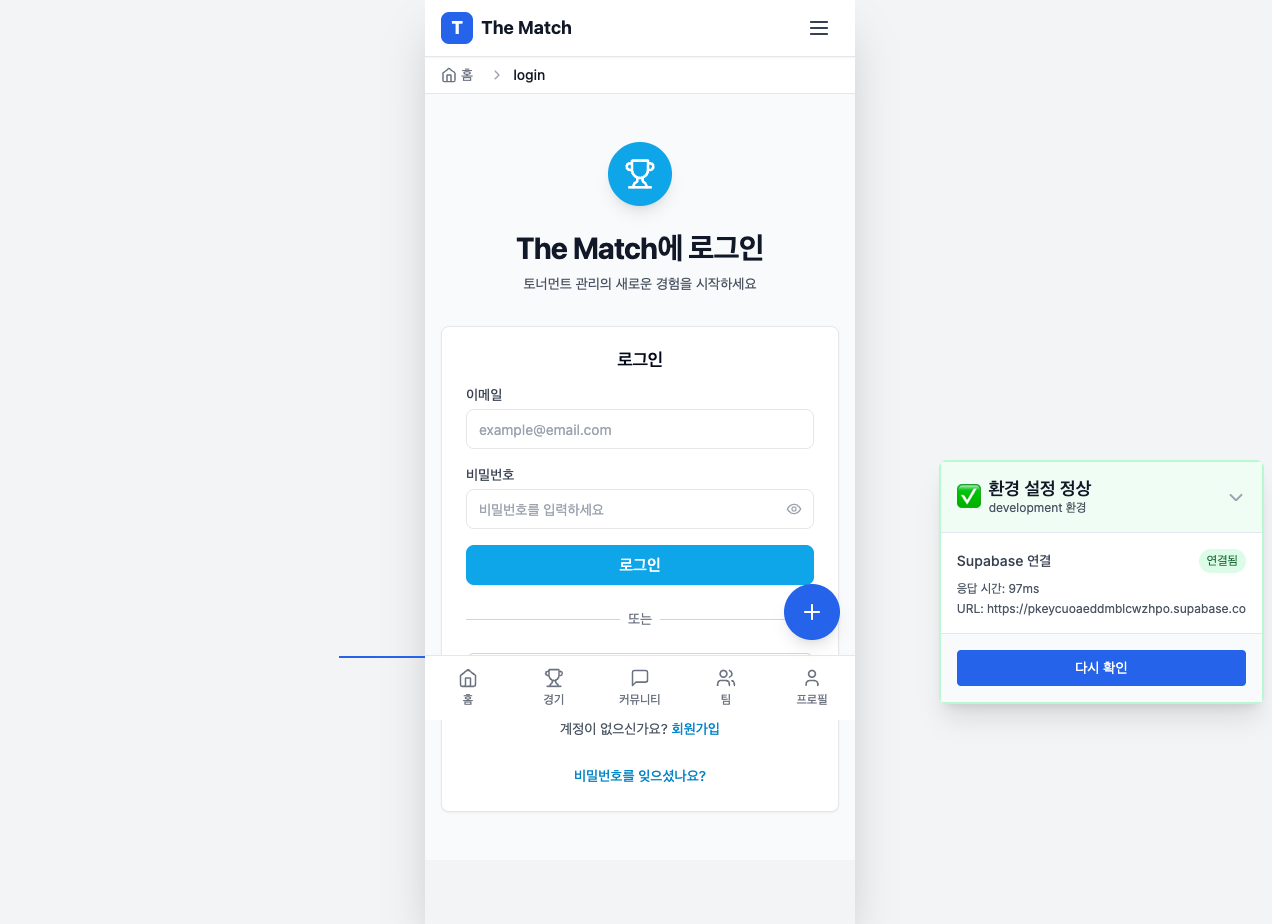 T The Match
홈 login
The Match에 로그인
토너먼트 관리의 새로운 경험을 시작하세요
로그인
이메일
example@email.com
비밀번호
비밀번호를 입력하세요
로그인
또는
홈 경기 커뮤니티 팀 프로필
계정이 없으신가요? 회원가입
비밀번호를 잊으셨나요?
환경 설정 정상
development 환경
Supabase 연결 연결됨
응답 시간: 97ms
URL: https://pkeycuoaeddmblcwzhpo.supabase.co
다시 확인